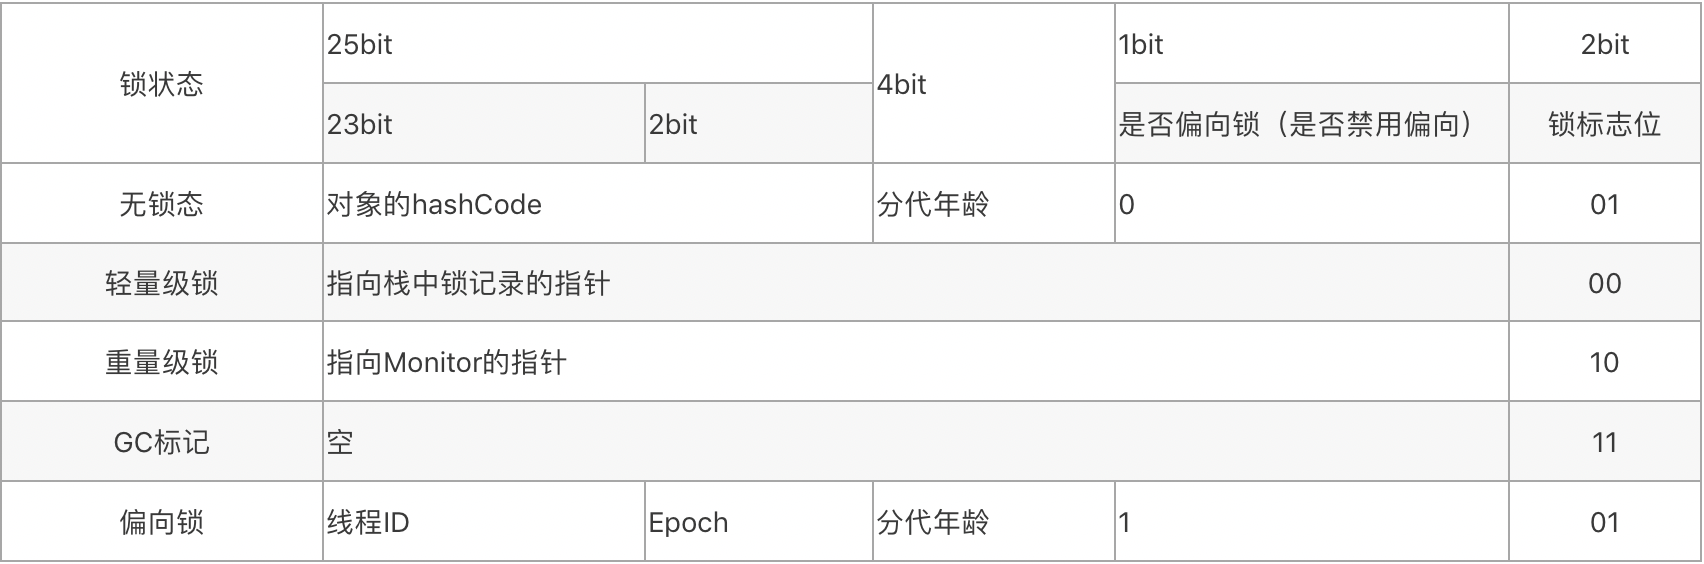 锁状态 25bit 4bit 1bit 2bit
23bit 2bit 是否偏向锁（是否禁用偏向） 锁标志位
无锁态 对象的hashCode 分代年龄 0 01
轻量级锁 指向栈中锁记录的指针 00
重量级锁 指向Monitor的指针 10
GC标记 空 11
偏向锁 线程ID Epoch 分代年龄 1 01